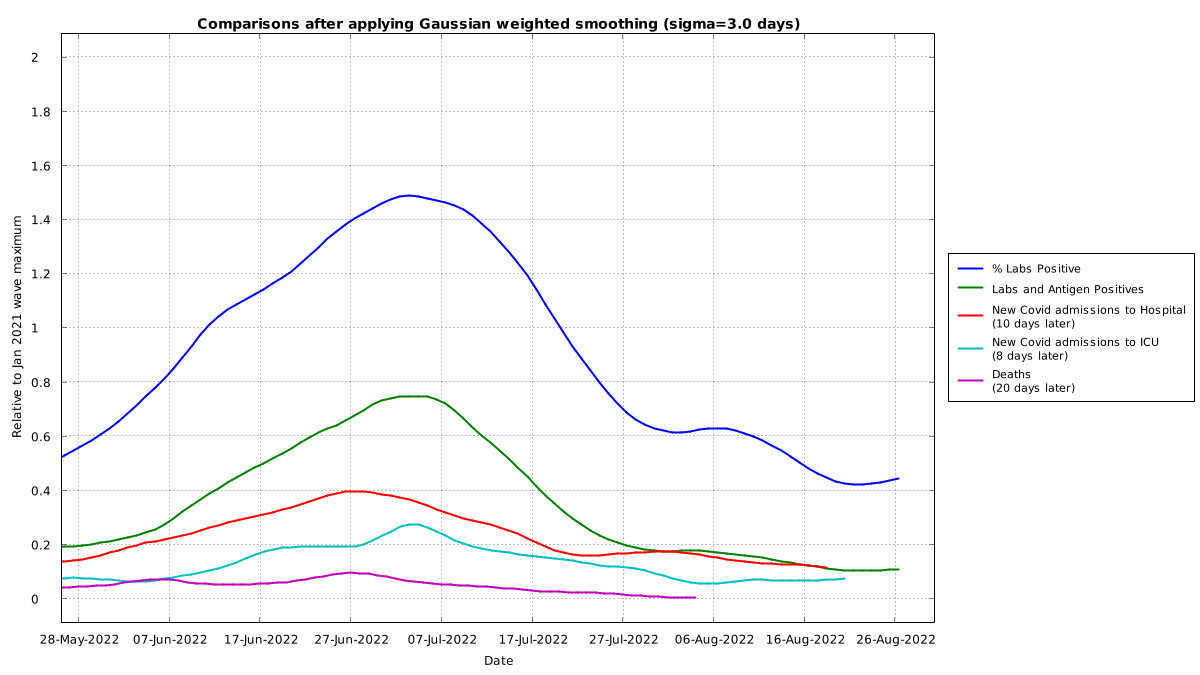 Comparisons after applying Gaussian weighted smoothing (sigma=3.0 days)
Relative to Jan 2021 wave maximum
2
1.8
1.6
1.4
1.2
1
0.8
0.6
0.4
0.2
0
28-May-2022 07-Jun-2022 17-Jun-2022 27-Jun-2022 07-Jul-2022 17-Jul-2022 27-Jul-2022 06-Aug-2022 16-Aug-2022 26-Aug-2022
Date
% Labs Positive
Labs and Antigen Positives
New Covid admissions to Hospital
(10 days later)
New Covid admissions to ICU
(8 days later)
Deaths
(20 days later)